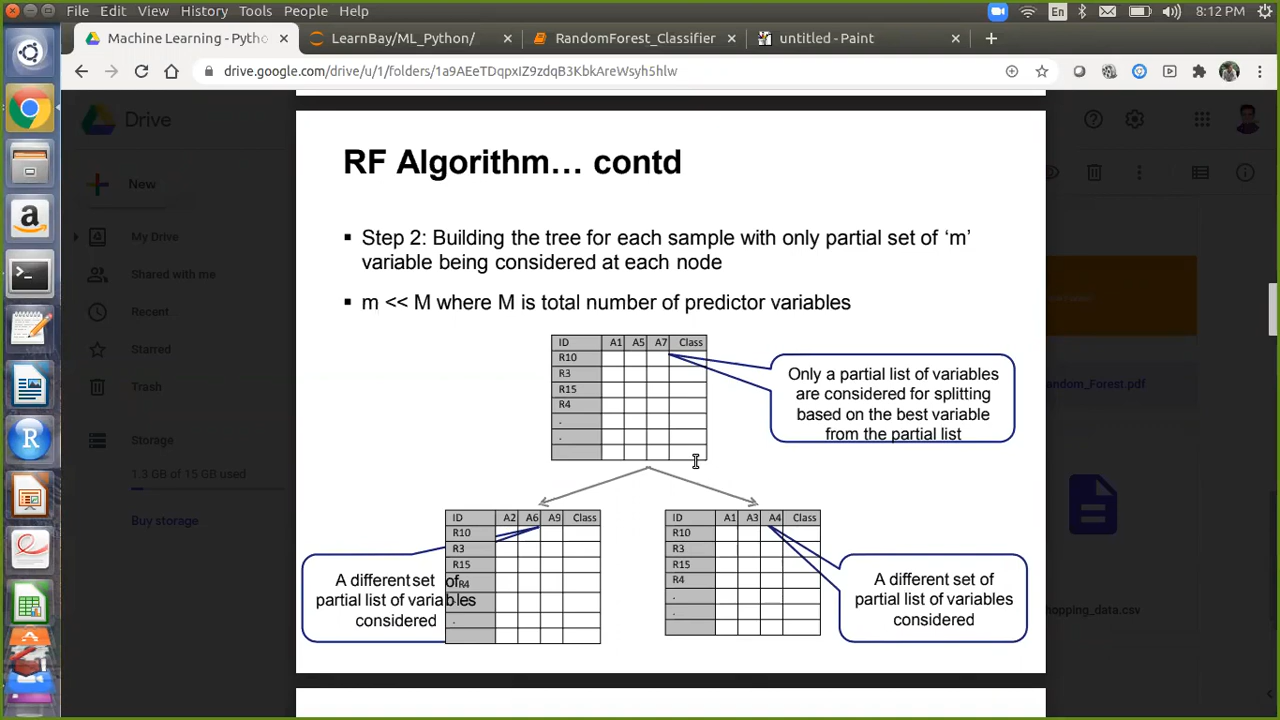 File Edit View History Tools People Help
En 8:12 PM
Machine Learning - Pytho
LearnBay/ML_Python/
RandomForest_Classifier
untitled - Paint
drive.google.com/drive/u/1/folders/1a9AEeTDqpxIZ9zdqB3KbkAreWsyh5hlw
Drive
New
My Drive
Shared with me
Recent
Starred
Trash
Storage
1.3 GB of 15 GB used
Buy storage
RF Algorithm… contd
▪ Step 2: Building the tree for each sample with only partial set of ‘m’
variable being considered at each node
▪ m << M where M is total number of predictor variables
ID A1 A5 A7 Class
R10
R3
R15
R4
.
.
Only a partial list of variables
are considered for splitting
based on the best variable
from the partial list
ID A2 A6 A9 Class
R10
R3
R15
R4
.
.
A different set of
partial list of variables
considered
ID A1 A3 A4 Class
R10
R3
R15
R4
.
.
A different set of
partial list of variables
considered
andom_Forest.pdf
hopping_data.csv